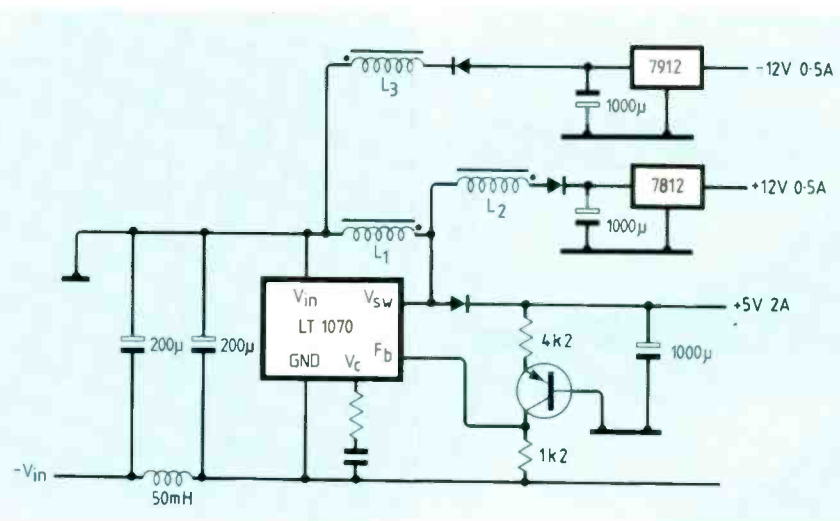 L3
7912
-12V 0·5A
1000µ
L2
7812
+12V 0·5A
1000µ
L1
Vin
Vsw
LT 1070
GND
Vc
Fb
+5V 2A
4k2
1000µ
200µ
200µ
1k2
-Vin
50mH